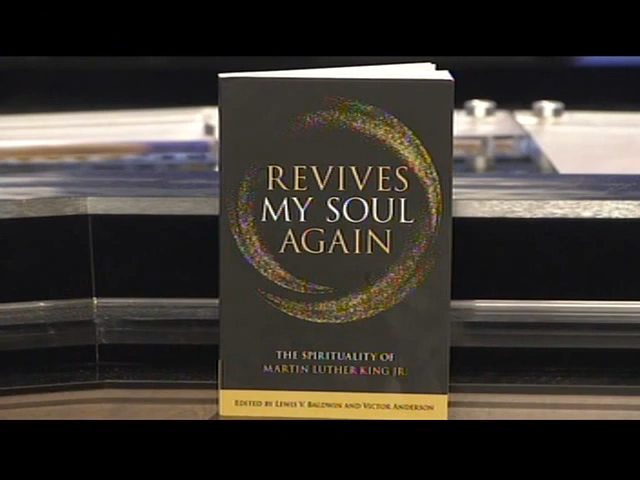 REVIVES
MY SOUL
AGAIN
THE SPIRITUALITY OF
MARTIN LUTHER KING JR.
EDITED BY LEWIS V. BALDWIN AND VICTOR ANDERSON